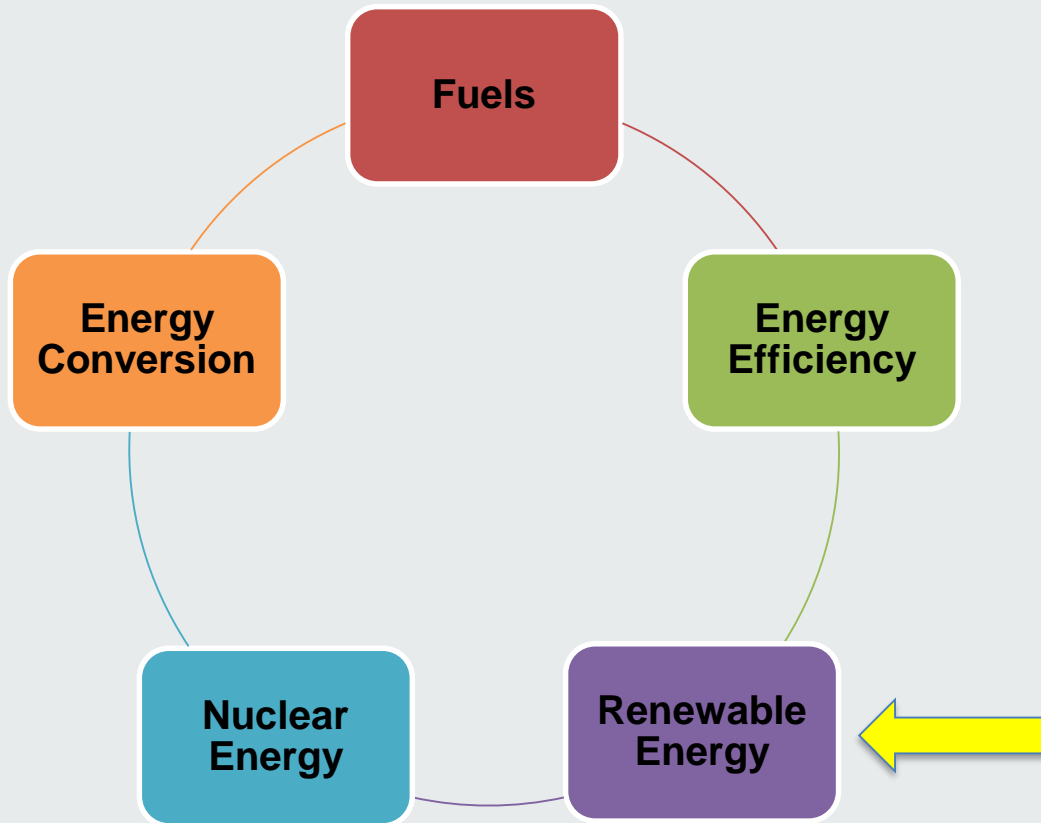 Fuels
Energy
Efficiency
Renewable
Energy
Nuclear
Energy
Energy
Conversion